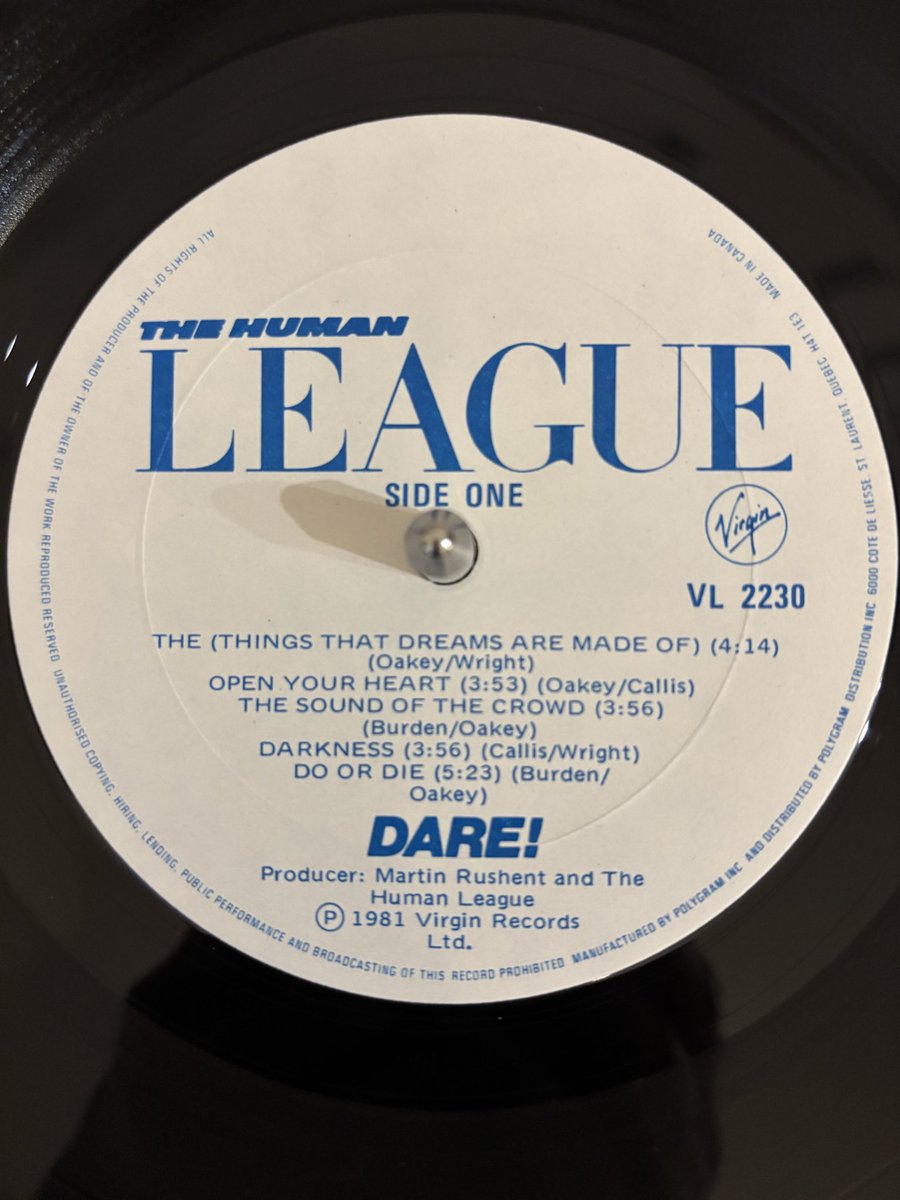 THE HUMAN
LEAGUE
SIDE ONE
Virgin
VL 2230
THE (THINGS THAT DREAMS ARE MADE OF) (4:14)
(Oakey/Wright)
OPEN YOUR HEART (3:53) (Oakey/Callis)
THE SOUND OF THE CROWD (3:56)
(Burden/Oakey)
DARKNESS (3:56) (Callis/Wright)
DO OR DIE (5:23) (Burden/
Oakey)
DARE!
Producer: Martin Rushent and The
Human League
Ⓟ 1981 Virgin Records
Ltd.
ALL RIGHTS OF THE PRODUCER AND OF THE OWNER OF THE WORK REPRODUCED RESERVED. UNAUTHORISED COPYING, HIRING, LENDING, PUBLIC PERFORMANCE AND BROADCASTING OF THIS RECORD PROHIBITED MANUFACTURED BY POLYGRAM INC AND DISTRIBUTED BY POLYGRAM DISTRIBUTION INC 6000 COTE DE LIESSE ST LAURENT QUEBEC H4T 1E3 MADE IN CANADA